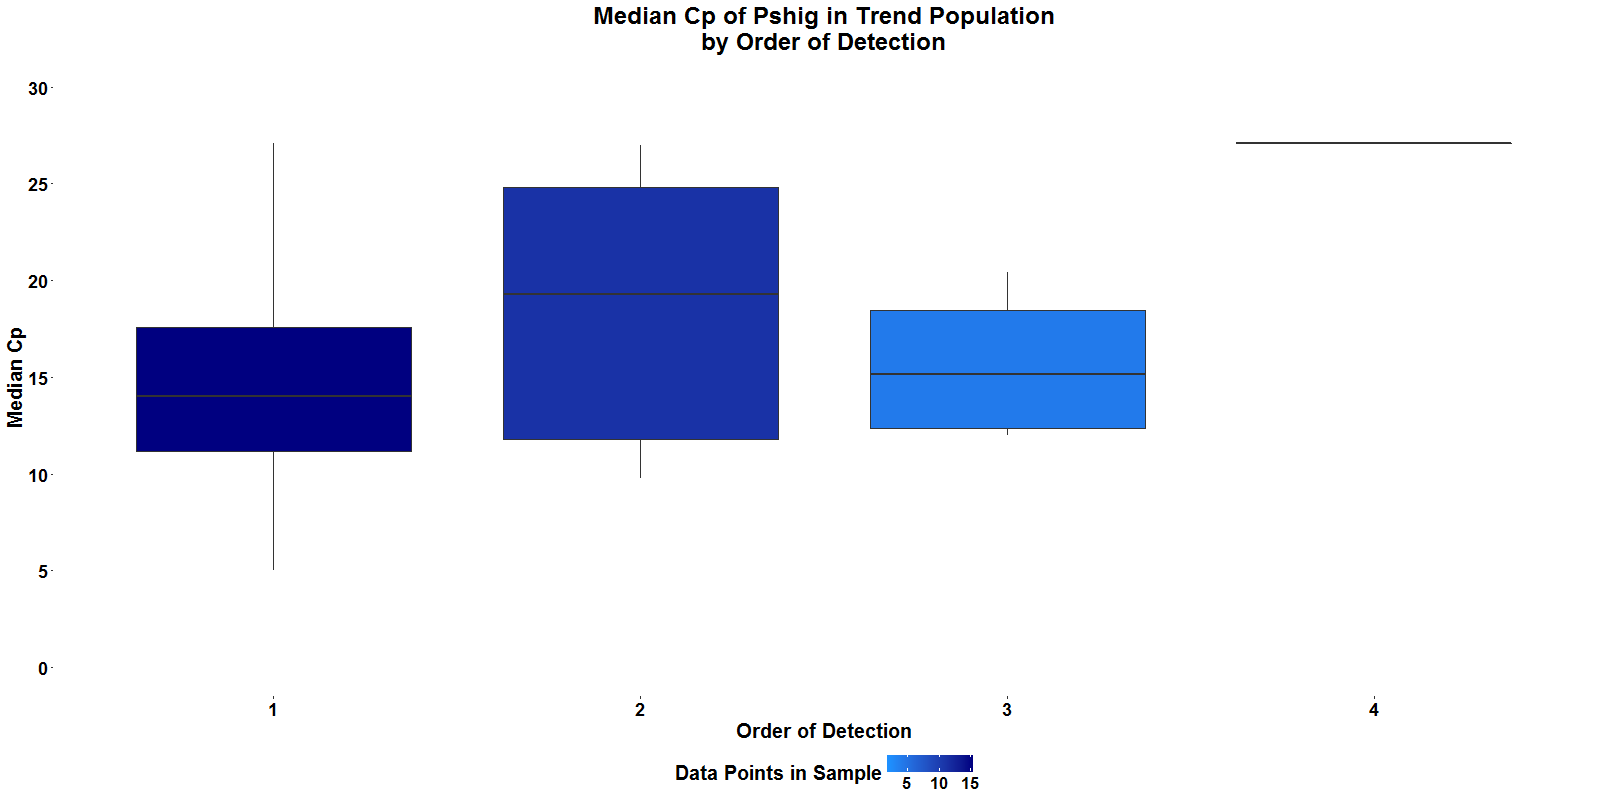 Median Cp of Pshig in Trend Population
by Order of Detection
30
25
20
15
10
5
0
Median Cp
1 2 3 4
Order of Detection
Data Points in Sample
5 10 15